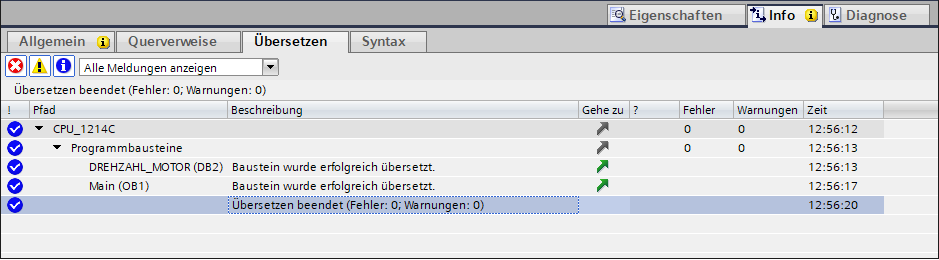 Eigenschaften Info Diagnose
Allgemein Querverweise Übersetzen Syntax
Alle Meldungen anzeigen
Übersetzen beendet (Fehler: 0; Warnungen: 0)
! Pfad Beschreibung Gehe zu ? Fehler Warnungen Zeit
CPU_1214C 0 0 12:56:12
Programmbausteine 0 0 12:56:13
DREHZAHL_MOTOR (DB2) Baustein wurde erfolgreich übersetzt. 12:56:13
Main (OB1) Baustein wurde erfolgreich übersetzt. 12:56:17
Übersetzen beendet (Fehler: 0; Warnungen: 0) 12:56:20